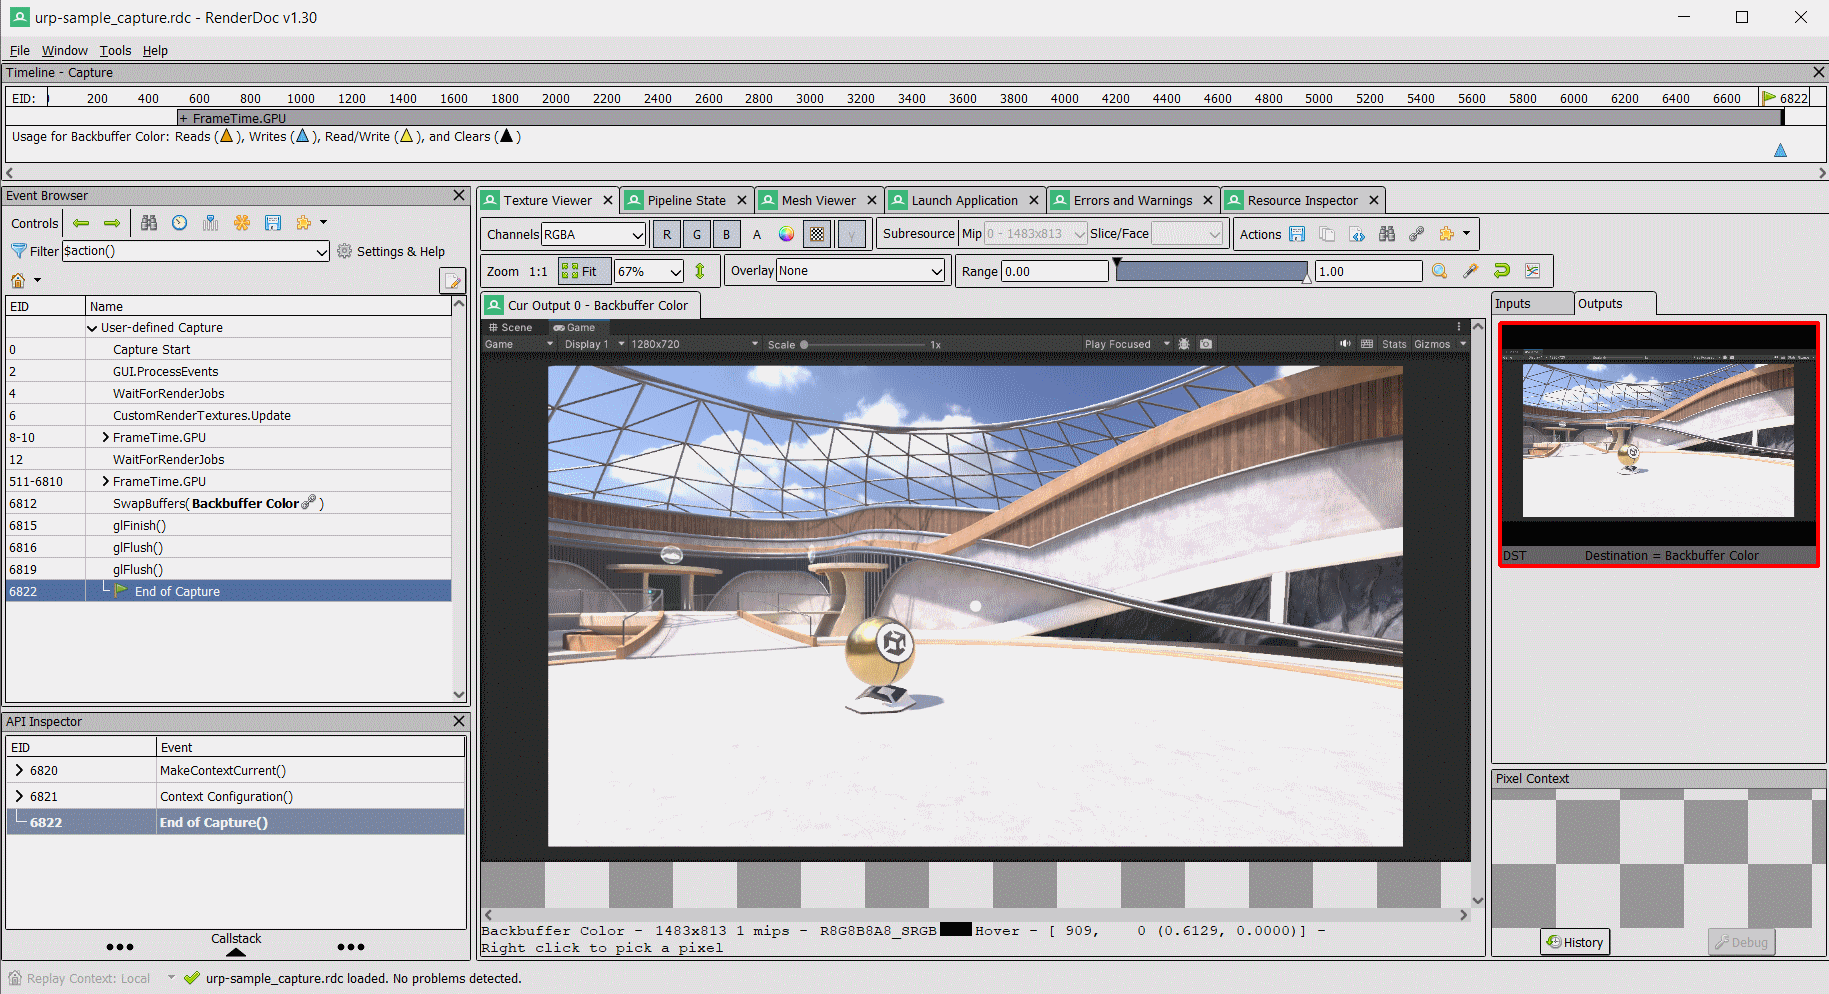 urp-sample_capture.rdc - RenderDoc v1.30
File Window Tools Help
Timeline - Capture
EID: 200 400 600 800 1000 1200 1400 1600 1800 2000 2200 2400 2600 2800 3000 3200 3400 3600 3800 4000 4200 4400 4600 4800 5000 5200 5400 5600 5800 6000 6200 6400 6600 6822
+ FrameTime.GPU
Usage for Backbuffer Color: Reads ( ), Writes ( ), Read/Write ( ), and Clears ( )
Event Browser
Controls
Filter $action() Settings & Help
EID Name
User-defined Capture
0 Capture Start
2 GUI.ProcessEvents
4 WaitForRenderJobs
6 CustomRenderTextures.Update
8-10 FrameTime.GPU
12 WaitForRenderJobs
511-6810 FrameTime.GPU
6812 SwapBuffers( Backbuffer Color )
6815 glFinish()
6816 glFlush()
6819 glFlush()
6822 End of Capture
API Inspector
EID Event
6820 MakeContextCurrent()
6821 Context Configuration()
6822 End of Capture()
Callstack
Texture Viewer Pipeline State Mesh Viewer Launch Application Errors and Warnings Resource Inspector
Channels RGBA R G B A γ Subresource Mip 0 - 1483x813 Slice/Face Actions
Zoom 1:1 Fit 67% Overlay None Range 0.00 1.00
Cur Output 0 - Backbuffer Color
Scene Game
Game Display 1 1280x720 Scale 1x Play Focused Stats Gizmos
Backbuffer Color - 1483x813 1 mips - R8G8B8A8_SRGB Hover - [ 909, 0 (0.6129, 0.0000)] -
Right click to pick a pixel
Inputs Outputs
DST Destination = Backbuffer Color
Pixel Context
History Debug
Replay Context: Local urp-sample_capture.rdc loaded. No problems detected.